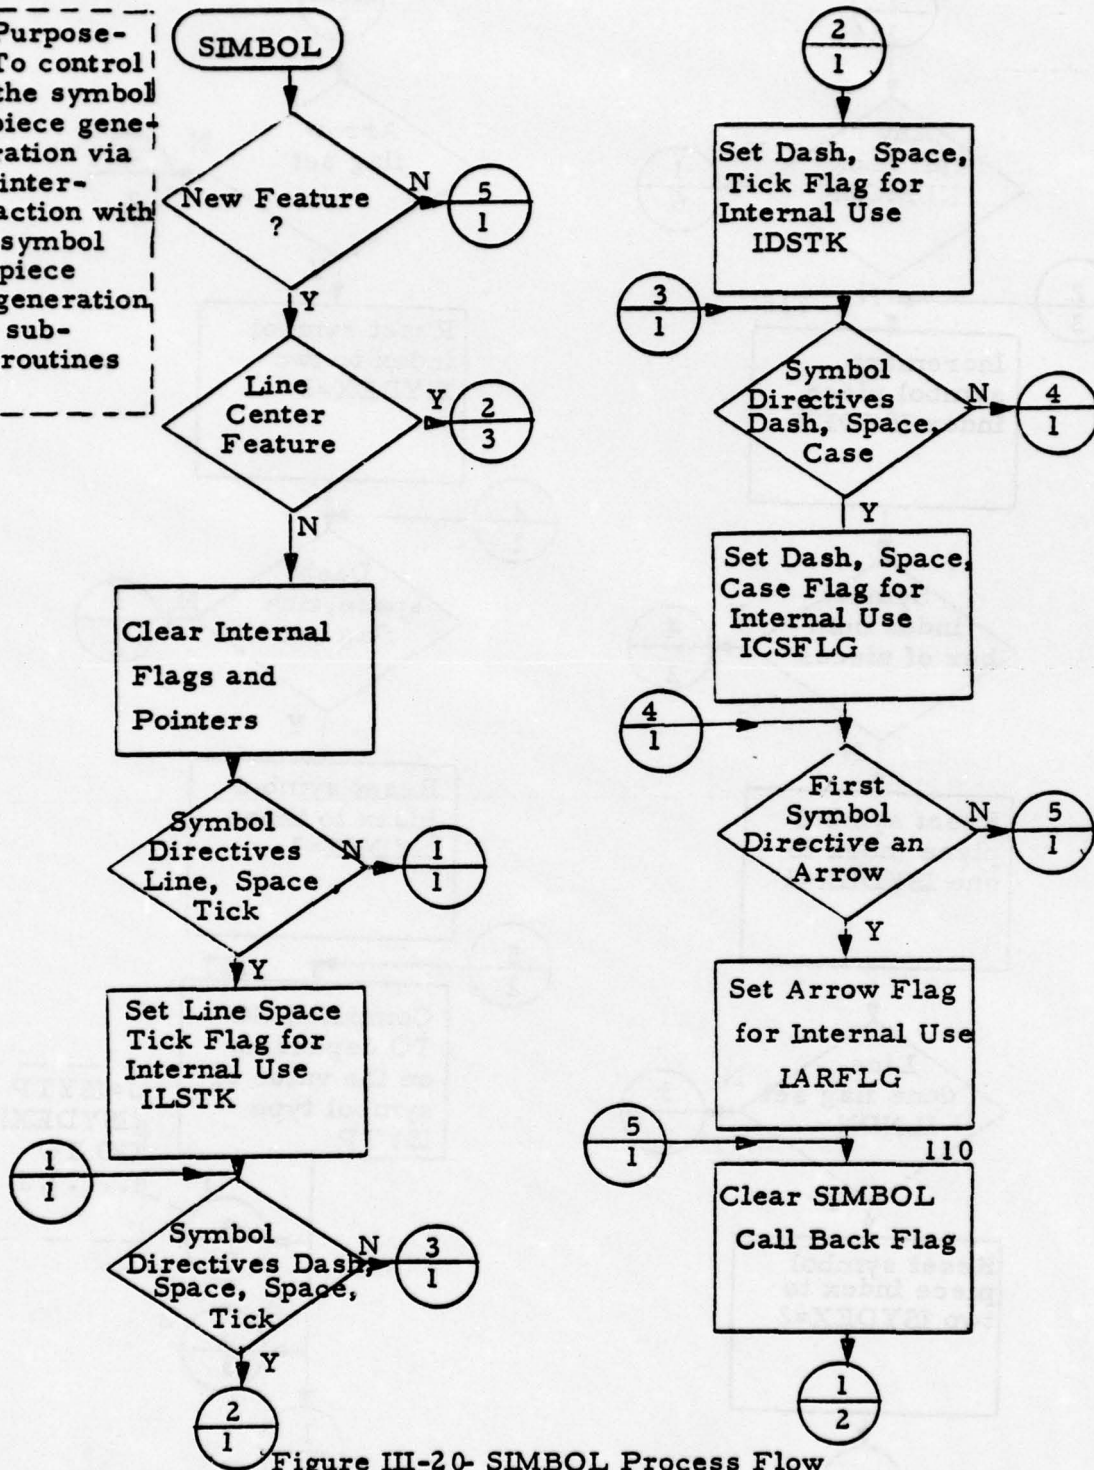 Purpose-
To control
the symbol
piece gene-
ration via
inter-
action with
symbol
piece
generation
sub-
routines
SIMBOL
New Feature
?
N
5
1
Y
Line
Center
Feature
Y
2
3
N
Clear Internal
Flags and
Pointers
Symbol
Directives
Line, Space,
Tick
N
1
1
Y
Set Line Space
Tick Flag for
Internal Use
ILSTK
1
1
Symbol
Directives Dash,
Space, Space,
Tick
N
3
1
Y
2
1
2
1
Set Dash, Space,
Tick Flag for
Internal Use
IDSTK
3
1
Symbol
Directives
Dash, Space,
Case
N
4
1
Y
Set Dash, Space,
Case Flag for
Internal Use
ICSFLG
4
1
First
Symbol
Directive an
Arrow
N
5
1
Y
Set Arrow Flag
for Internal Use
IARFLG
5
1
110
Clear SIMBOL
Call Back Flag
1
2
Figure III-20- SIMBOL Process Flow